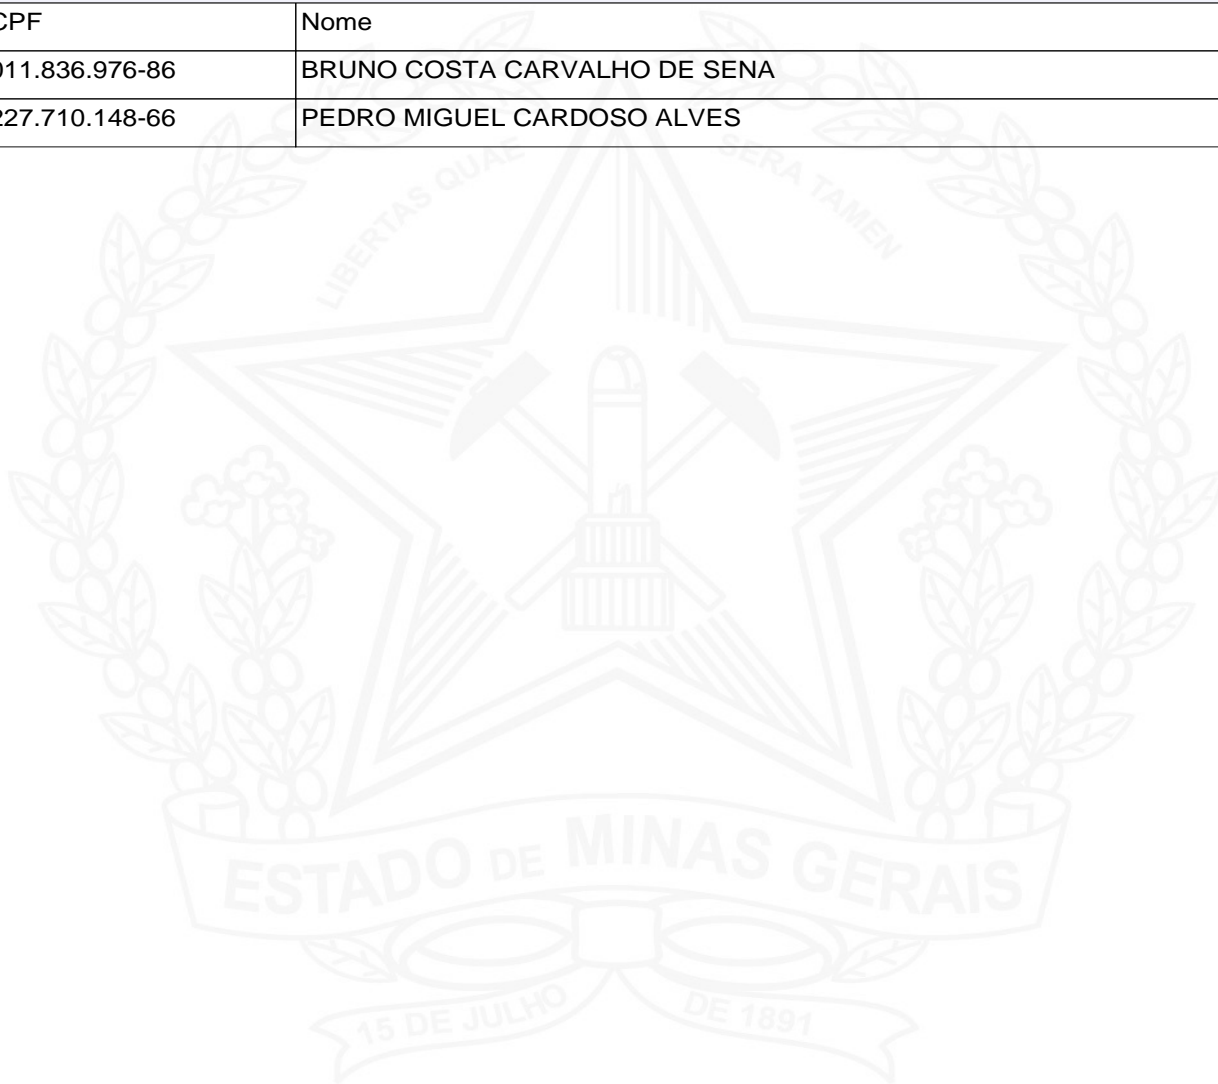 CPF Nome
011.836.976-86 BRUNO COSTA CARVALHO DE SENA
227.710.148-66 PEDRO MIGUEL CARDOSO ALVES
LIBERTAS QUAE SERA TAMEN
ESTADO DE MINAS GERAIS
15 DE JULHO DE 1891